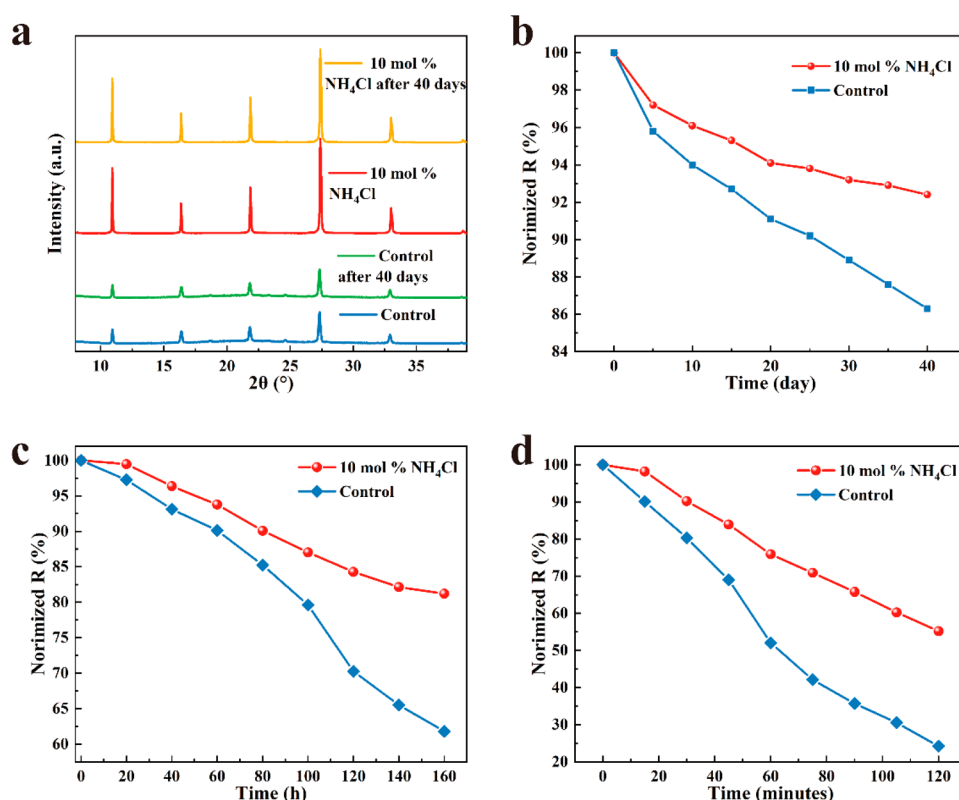 a
10 mol %
NH₄Cl after 40 days
10 mol %
NH₄Cl
Control
after 40 days
Control
Intensity (a.u.)
10 15 20 25 30 35
2θ (°)
b
10 mol % NH₄Cl
Control
Norimized R (%)
100
98
96
94
92
90
88
86
84
0 10 20 30 40
Time (day)
c
10 mol % NH₄Cl
Control
Norimized R (%)
100
95
90
85
80
75
70
65
60
0 20 40 60 80 100 120 140 160
Time (h)
d
10 mol % NH₄Cl
Control
Norimized R (%)
100
90
80
70
60
50
40
30
20
0 20 40 60 80 100 120
Time (minutes)